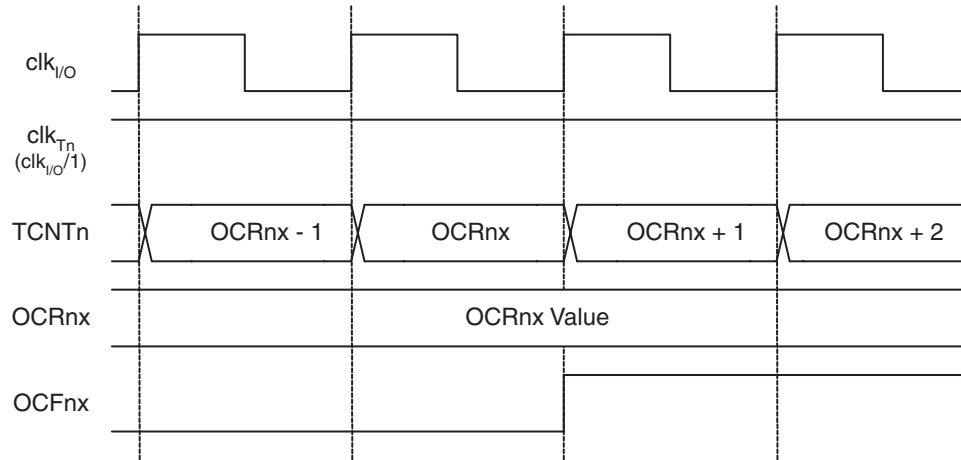 clkI/O
clkTn
(clkI/O/1)
TCNTn OCRnx - 1 OCRnx OCRnx + 1 OCRnx + 2
OCRnx OCRnx Value
OCFnx